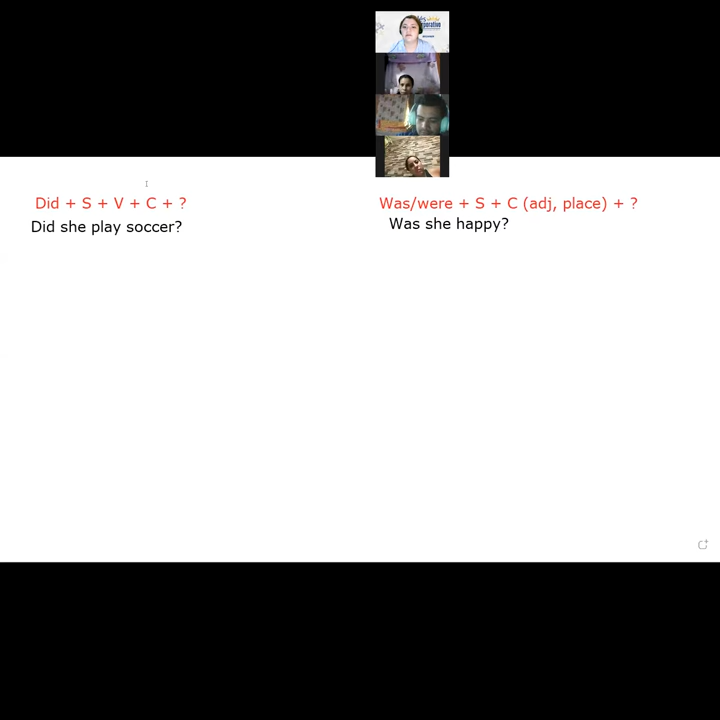 Did + S + V + C + ?
Did she play soccer?
Was/were + S + C (adj, place) + ?
Was she happy?